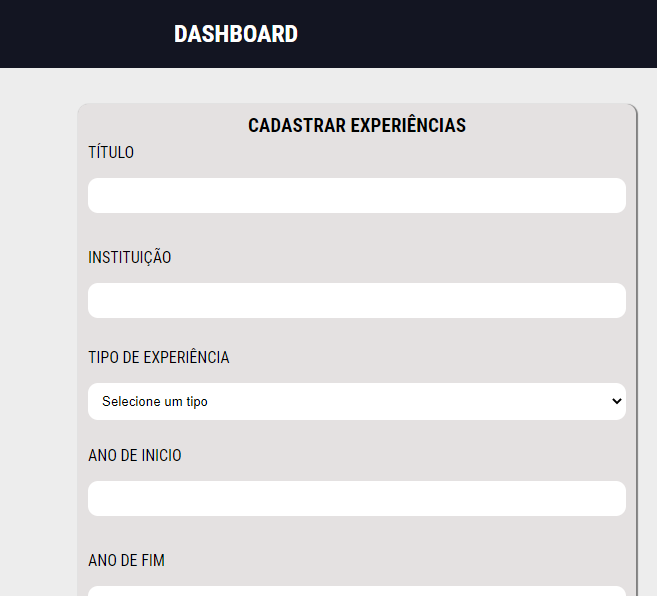 DASHBOARD
CADASTRAR EXPERIÊNCIAS
TÍTULO
INSTITUIÇÃO
TIPO DE EXPERIÊNCIA
Selecione um tipo
ANO DE INICIO
ANO DE FIM